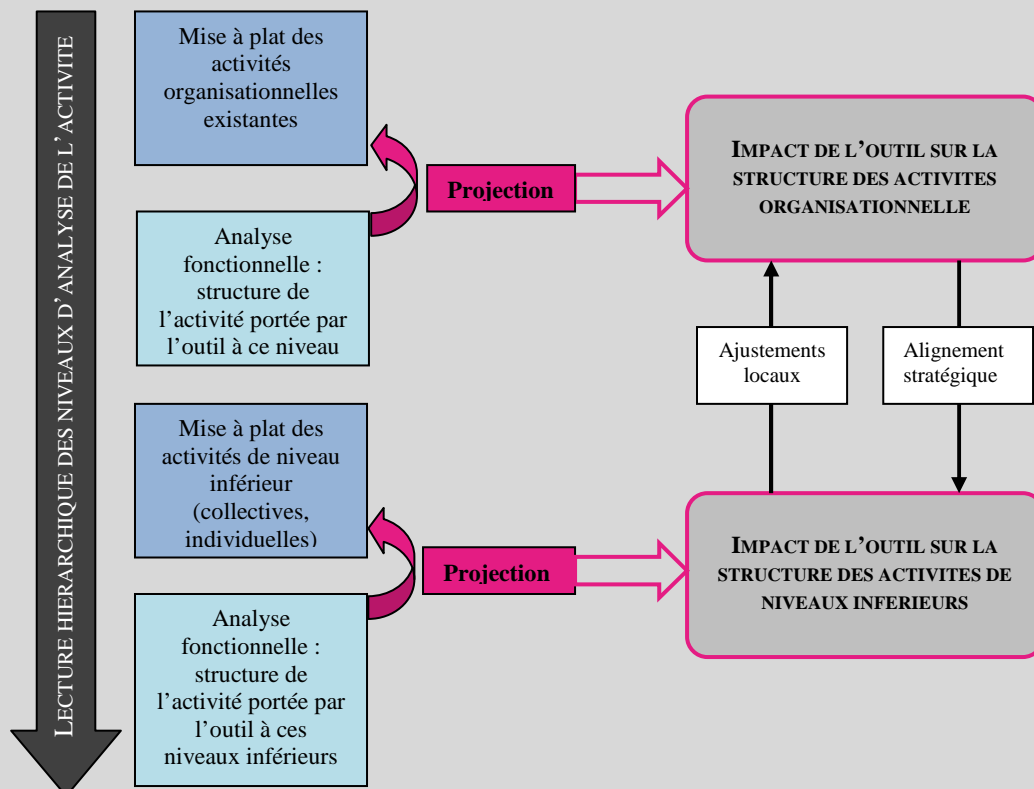 LECTURE HIERARCHIQUE DES NIVEAUX D'ANALYSE DE L'ACTIVITE
Mise à plat des
activités
organisationnelles
existantes
Projection
IMPACT DE L'OUTIL SUR LA
STRUCTURE DES ACTIVITES
ORGANISATIONNELLE
Analyse
fonctionnelle :
structure de
l'activité portée par
l'outil à ce niveau
Ajustements
locaux
Alignement
stratégique
Mise à plat des
activités de niveau
inférieur
(collectives,
individuelles)
Projection
IMPACT DE L'OUTIL SUR LA
STRUCTURE DES ACTIVITES DE
NIVEAUX INFERIEURS
Analyse
fonctionnelle :
structure de
l'activité portée par
l'outil à ces
niveaux inférieurs